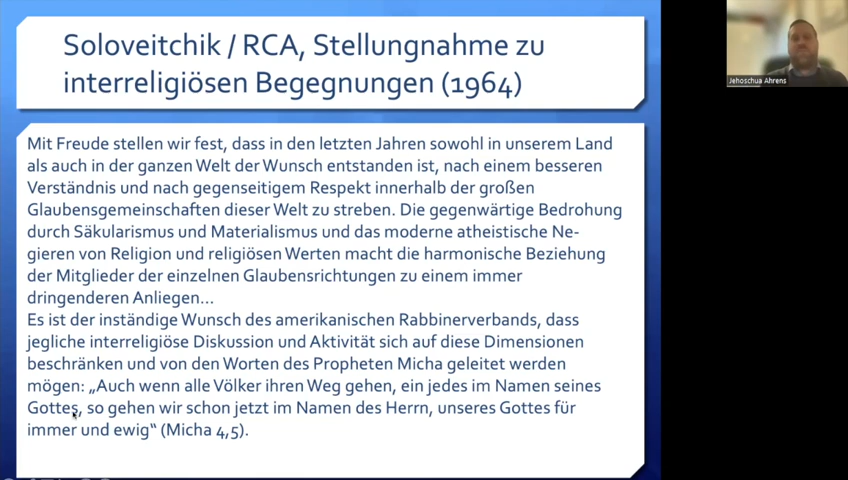 Soloveitchik / RCA, Stellungnahme zu
interreligiösen Begegnungen (1964)
Jehoschua Ahrens
Mit Freude stellen wir fest, dass in den letzten Jahren sowohl in unserem Land
als auch in der ganzen Welt der Wunsch entstanden ist, nach einem besseren
Verständnis und nach gegenseitigem Respekt innerhalb der großen
Glaubensgemeinschaften dieser Welt zu streben. Die gegenwärtige Bedrohung
durch Säkularismus und Materialismus und das moderne atheistische Ne-
gieren von Religion und religiösen Werten macht die harmonische Beziehung
der Mitglieder der einzelnen Glaubensrichtungen zu einem immer
dringenderen Anliegen...
Es ist der inständige Wunsch des amerikanischen Rabbinerverbands, dass
jegliche interreligiöse Diskussion und Aktivität sich auf diese Dimensionen
beschränken und von den Worten des Propheten Micha geleitet werden
mögen: „Auch wenn alle Völker ihren Weg gehen, ein jedes im Namen seines
Gottes, so gehen wir schon jetzt im Namen des Herrn, unseres Gottes für
immer und ewig“ (Micha 4,5).